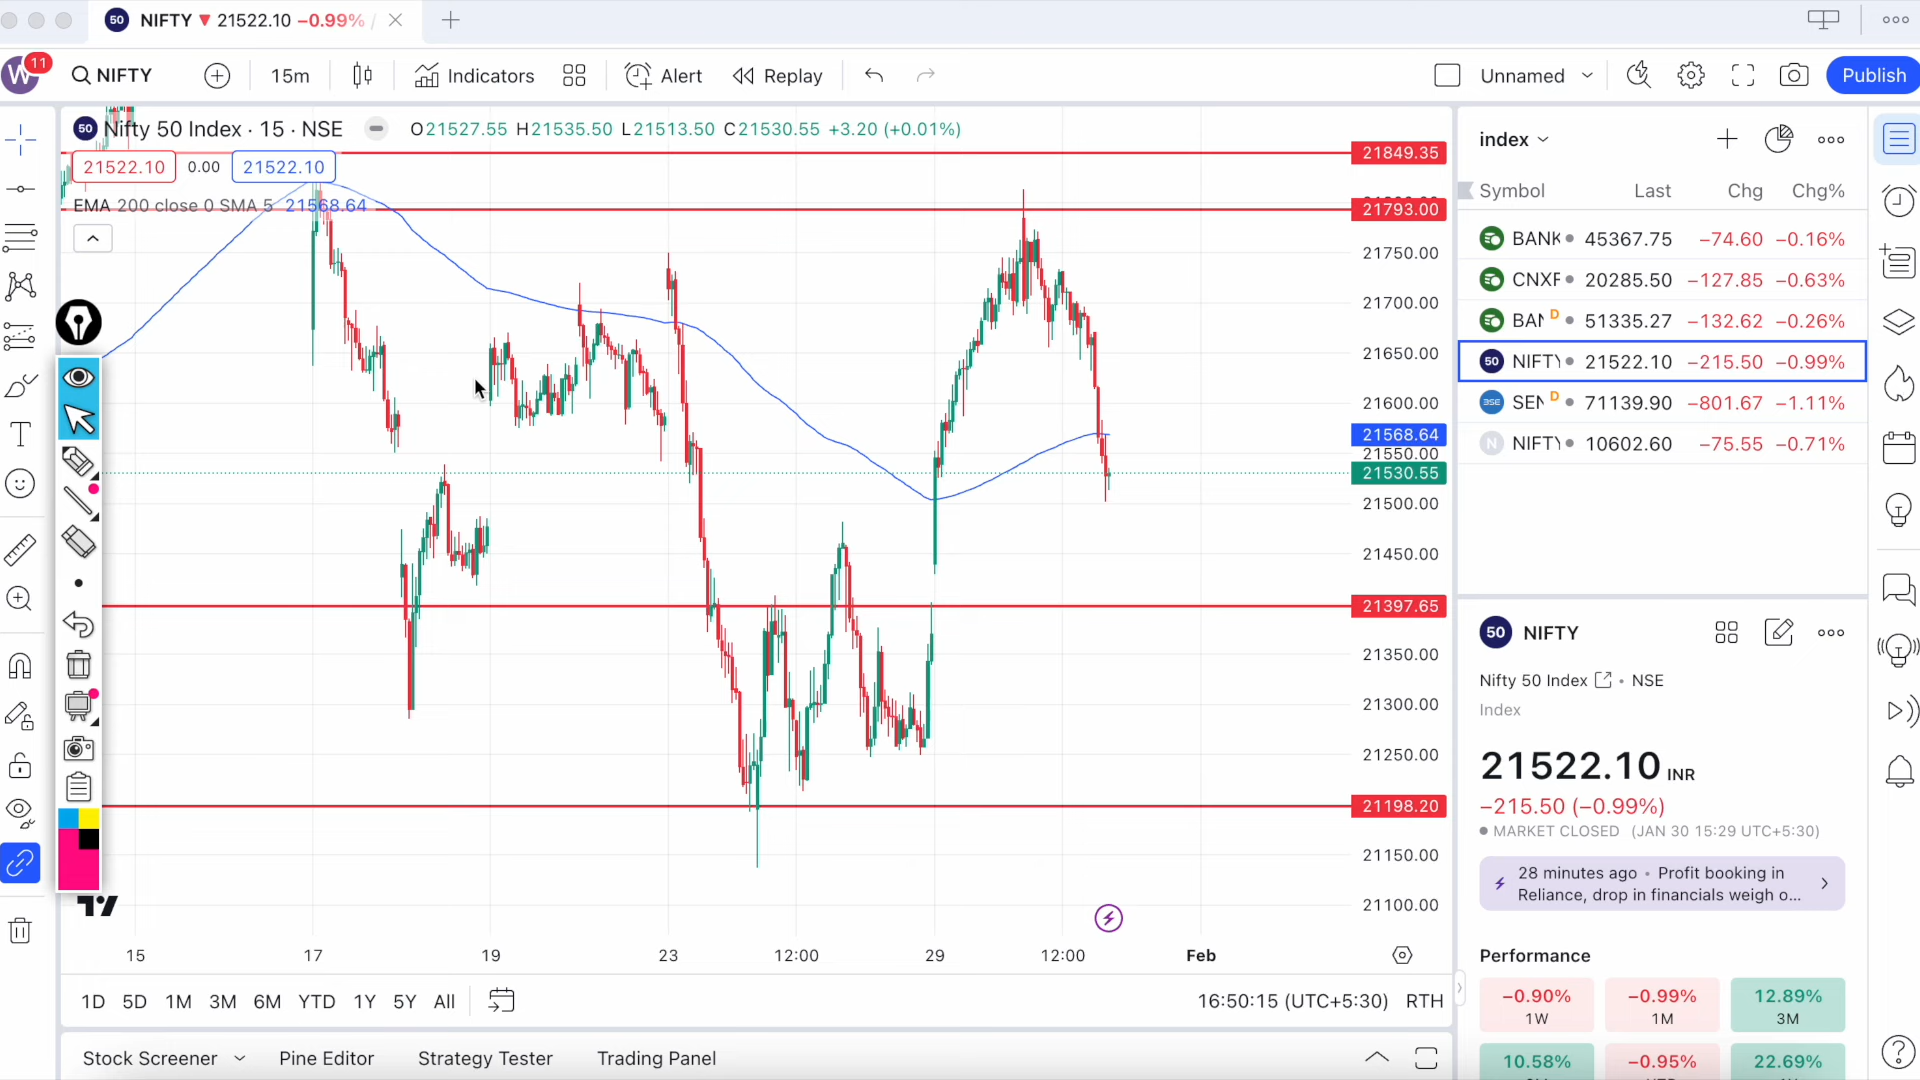 50 NIFTY ▼ 21522.10 −0.99% /
W 11 NIFTY 15m Indicators Alert Replay Unnamed Publish
50 Nifty 50 Index · 15 · NSE O21527.55 H21535.50 L21513.50 C21530.55 +3.20 (+0.01%)
21522.10 0.00 21522.10
EMA 200 close 0 SMA 5 21568.64
21849.35
21793.00
21750.00
21700.00
21650.00
21600.00
21568.64
21550.00
21530.55
21500.00
21450.00
21397.65
21350.00
21300.00
21250.00
21198.20
21150.00
21100.00
15 17 19 23 12:00 29 12:00 Feb
1D 5D 1M 3M 6M YTD 1Y 5Y All 16:50:15 (UTC+5:30) RTH
Stock Screener Pine Editor Strategy Tester Trading Panel
index
Symbol Last Chg Chg%
BANK 45367.75 −74.60 −0.16%
CNXF 20285.50 −127.85 −0.63%
BAN D 51335.27 −132.62 −0.26%
50 NIFTY 21522.10 −215.50 −0.99%
BSE SEN D 71139.90 −801.67 −1.11%
N NIFTY 10602.60 −75.55 −0.71%
50 NIFTY
Nifty 50 Index • NSE
Index
21522.10 INR
−215.50 (−0.99%)
MARKET CLOSED (JAN 30 15:29 UTC+5:30)
28 minutes ago • Profit booking in
Reliance, drop in financials weigh o...
Performance
−0.90% −0.99% 12.89%
1W 1M 3M
10.58% −0.95% 22.69%